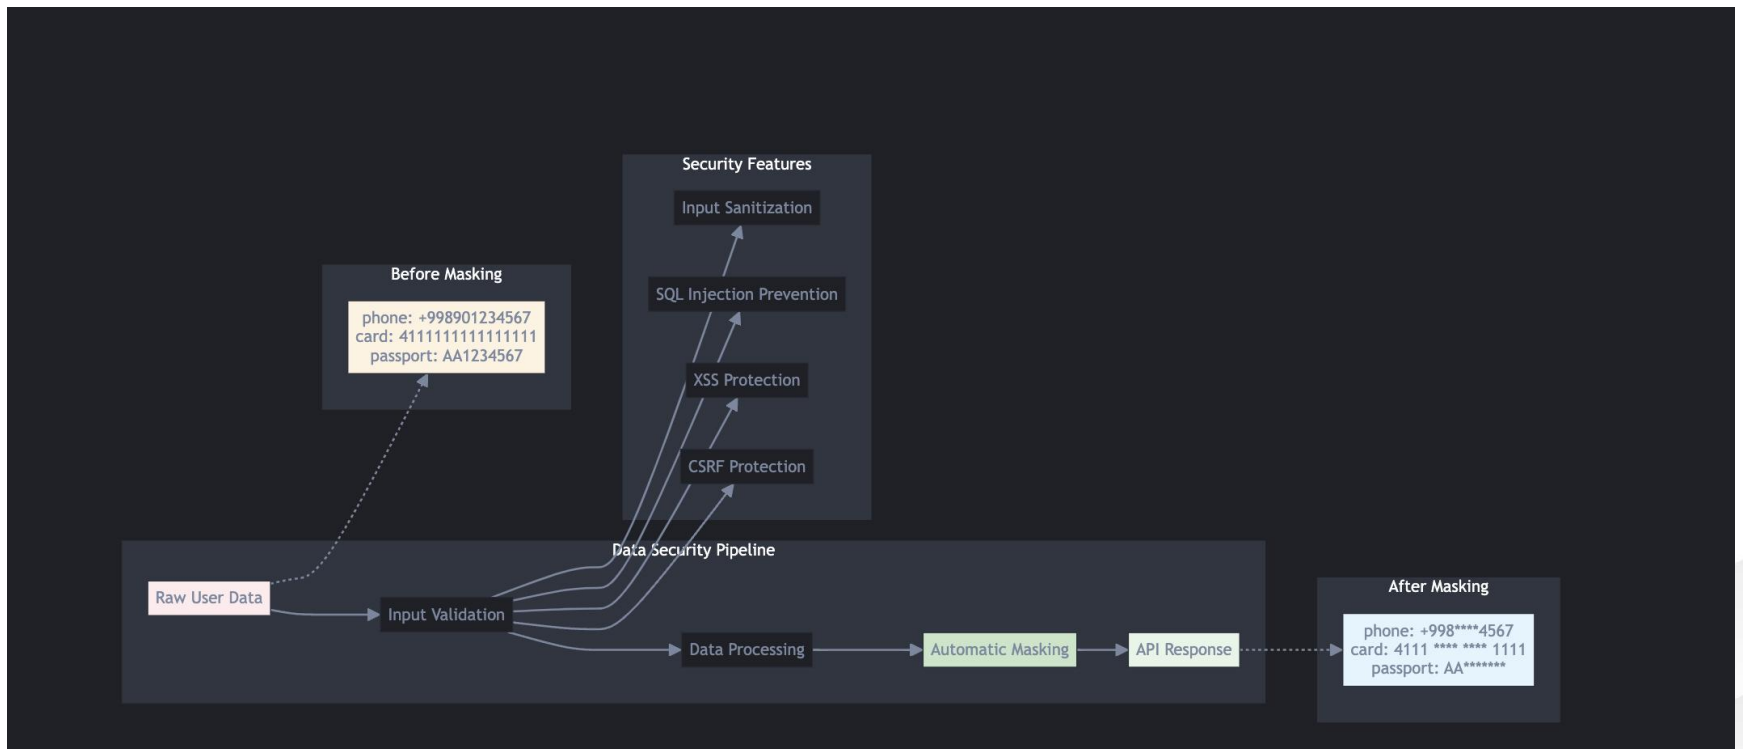 Security Features
Input Sanitization
SQL Injection Prevention
XSS Protection
CSRF Protection
Before Masking
phone: +998901234567
card: 4111111111111111
passport: AA1234567
Data Security Pipeline
Raw User Data
Input Validation
Data Processing
Automatic Masking
API Response
After Masking
phone: +998****4567
card: 4111 **** **** 1111
passport: AA*******